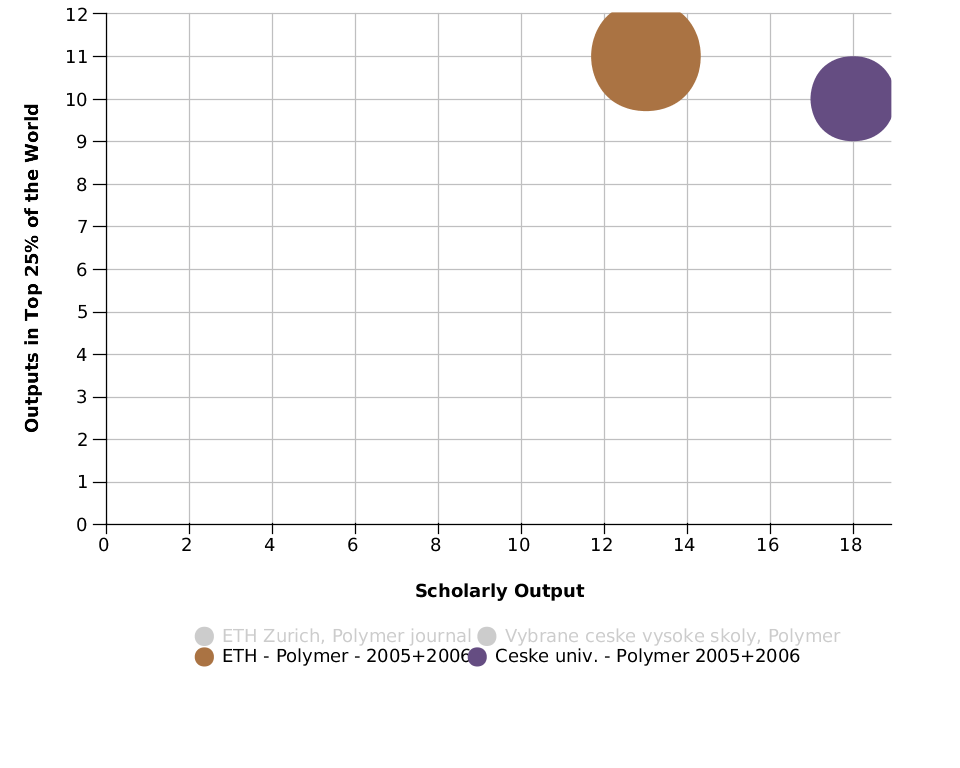 12
11
10
9
8
7
6
5
4
3
2
1
0
Outputs in Top 25% of the World
0 2 4 6 8 10 12 14 16 18
Scholarly Output
ETH Zurich, Polymer journal Vybrane ceske vysoke skoly, Polymer
ETH - Polymer - 2005+2006 Ceske univ. - Polymer 2005+2006